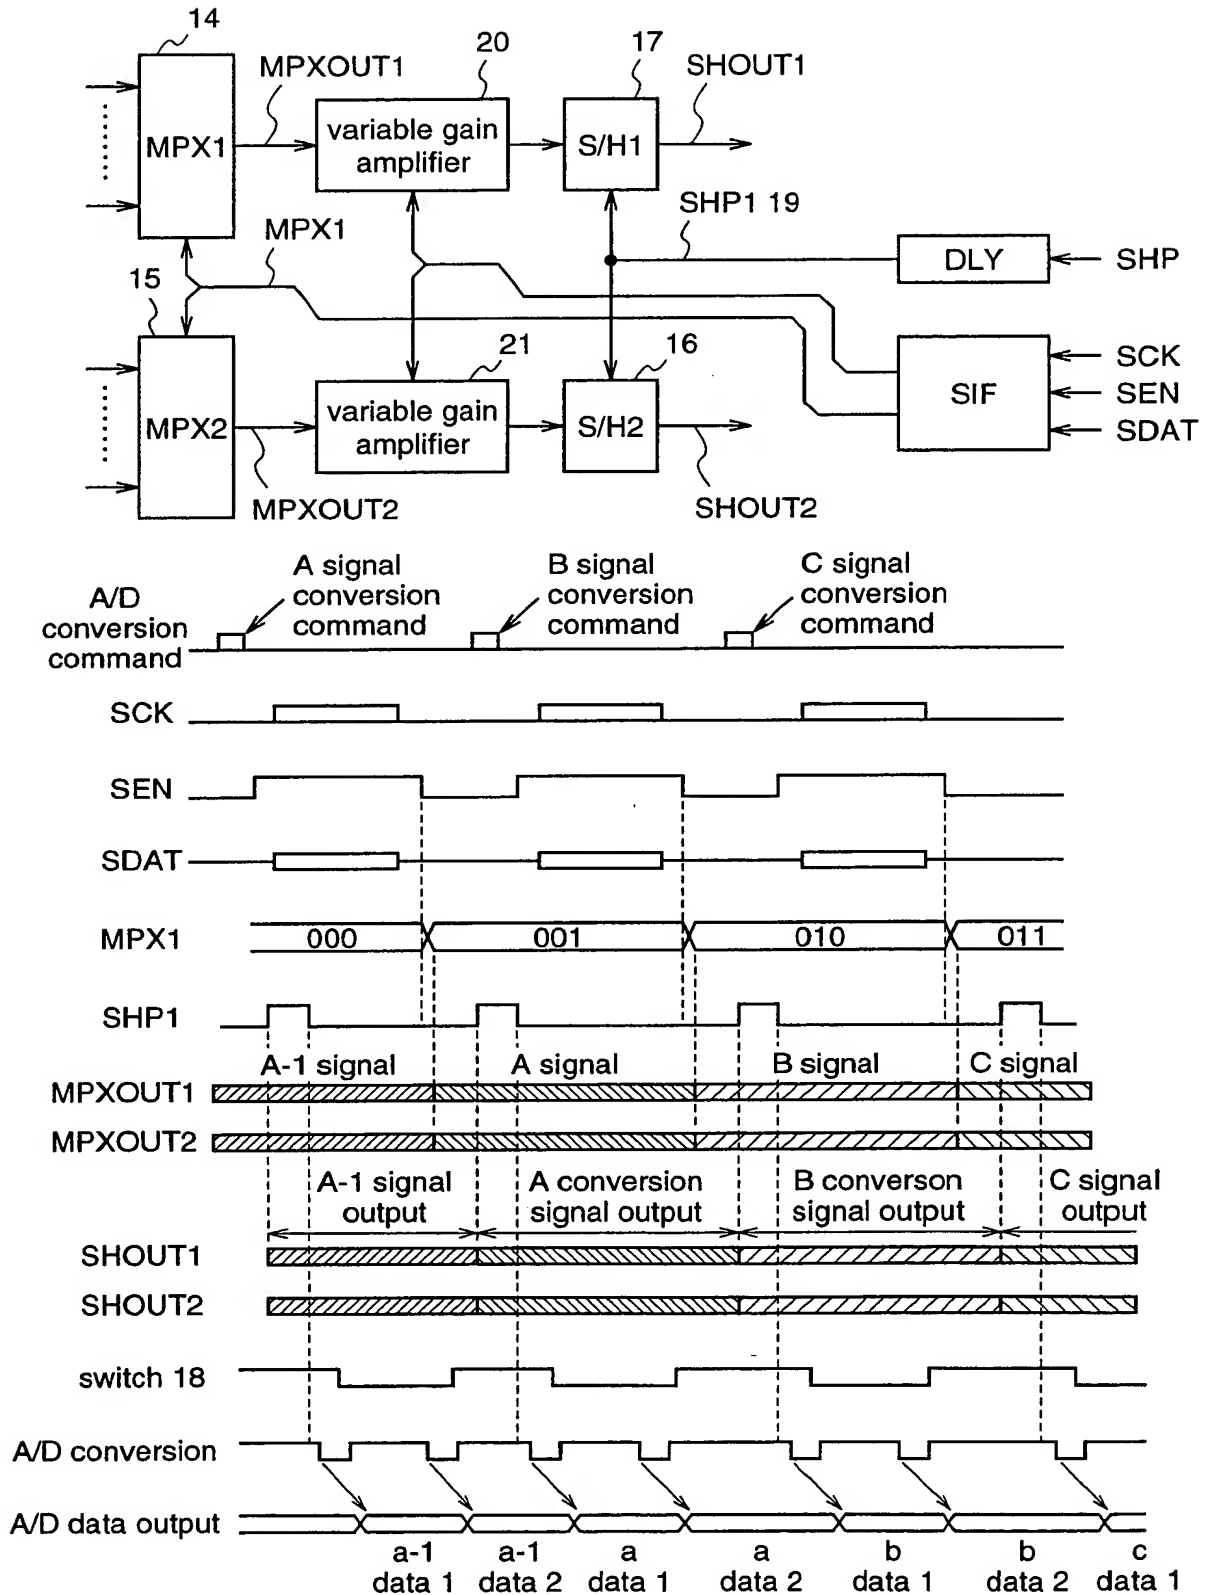 14
MPXOUT1
20
17
SHOUT1
MPX1
variable gain
amplifier
S/H1
SHP1 19
MPX1
DLY
SHP
15
21
16
SIF
SCK
SEN
SDAT
MPX2
variable gain
amplifier
S/H2
MPXOUT2
SHOUT2
A/D
conversion
command
A signal
conversion
command
B signal
conversion
command
C signal
conversion
command
SCK
SEN
SDAT
MPX1
000
001
010
011
SHP1
A-1 signal
A signal
B signal
C signal
MPXOUT1
MPXOUT2
A-1 signal
output
A conversion
signal output
B converson
signal output
C signal
output
SHOUT1
SHOUT2
switch 18
A/D conversion
A/D data output
a-1
data 1
a-1
data 2
a
data 1
a
data 2
b
data 1
b
data 2
c
data 1